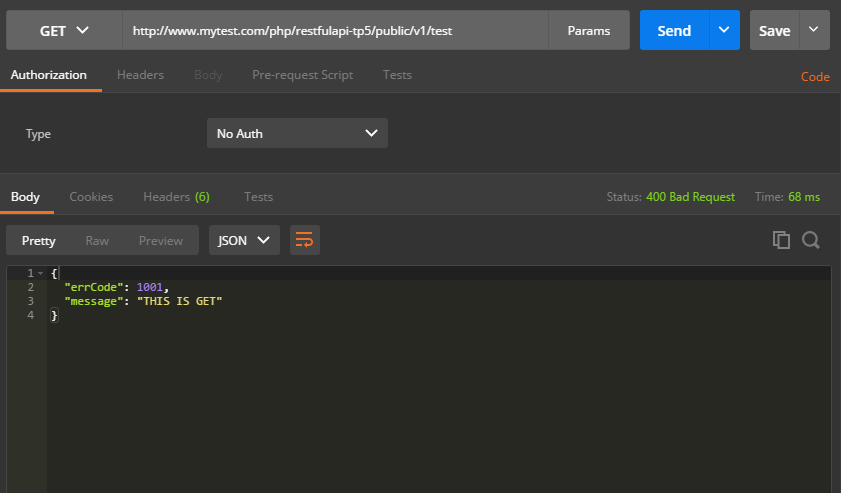 GET http://www.mytest.com/php/restfulapi-tp5/public/v1/test Params Send Save
Authorization Headers Body Pre-request Script Tests Code
Type No Auth
Body Cookies Headers (6) Tests Status: 400 Bad Request Time: 68 ms
Pretty Raw Preview JSON
1 {
2 "errCode": 1001,
3 "message": "THIS IS GET"
4 }